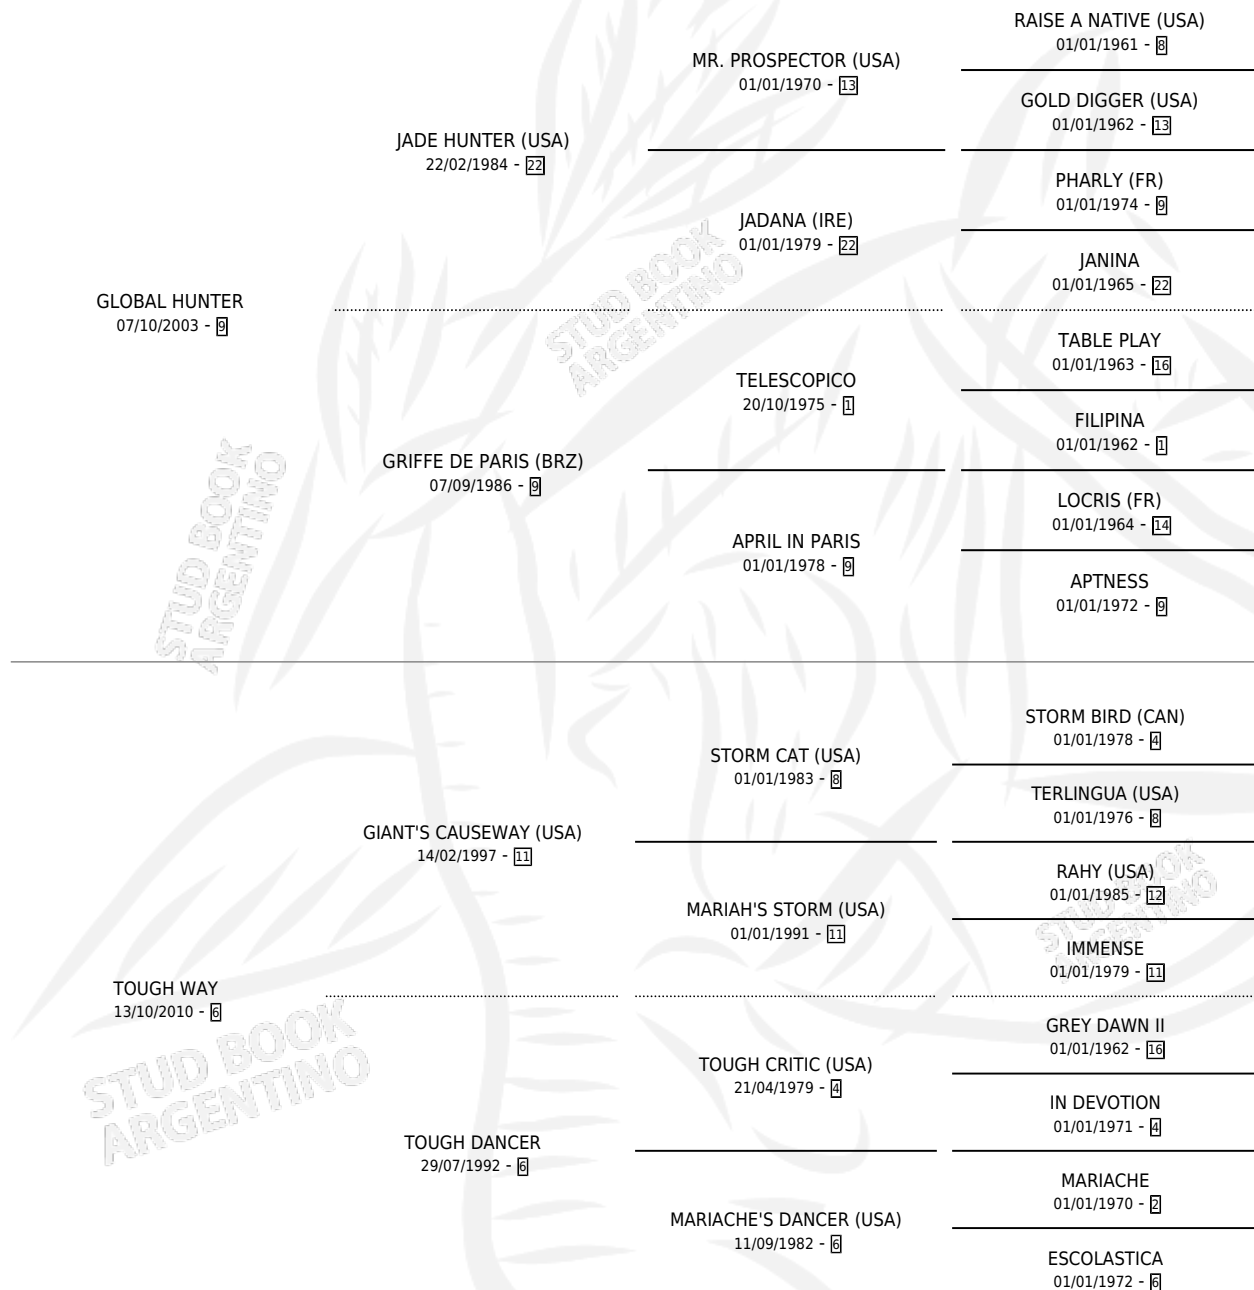 RAISE A NATIVE (USA)
01/01/1961 - 8
MR. PROSPECTOR (USA)
01/01/1970 - 13
GOLD DIGGER (USA)
01/01/1962 - 13
JADE HUNTER (USA)
22/02/1984 - 22
PHARLY (FR)
01/01/1974 - 9
JADANA (IRE)
01/01/1979 - 22
JANINA
01/01/1965 - 22
GLOBAL HUNTER
07/10/2003 - 9
TABLE PLAY
01/01/1963 - 16
TELESCOPICO
20/10/1975 - 1
FILIPINA
01/01/1962 - 1
GRIFFE DE PARIS (BRZ)
07/09/1986 - 9
LOCRIS (FR)
01/01/1964 - 14
APRIL IN PARIS
01/01/1978 - 9
APTNESS
01/01/1972 - 9
STORM BIRD (CAN)
01/01/1978 - 4
STORM CAT (USA)
01/01/1983 - 8
TERLINGUA (USA)
01/01/1976 - 8
GIANT'S CAUSEWAY (USA)
14/02/1997 - 11
RAHY (USA)
01/01/1985 - 12
MARIAH'S STORM (USA)
01/01/1991 - 11
IMMENSE
01/01/1979 - 11
TOUGH WAY
13/10/2010 - 6
GREY DAWN II
01/01/1962 - 16
TOUGH CRITIC (USA)
21/04/1979 - 4
IN DEVOTION
01/01/1971 - 4
TOUGH DANCER
29/07/1992 - 6
MARIACHE
01/01/1970 - 2
MARIACHE'S DANCER (USA)
11/09/1982 - 6
ESCOLASTICA
01/01/1972 - 6
STUD BOOK
ARGENTINO
STUD BOOK
ARGENTINO
STUD BOOK
ARGENTINO
STUD BOOK
ARGENTINO